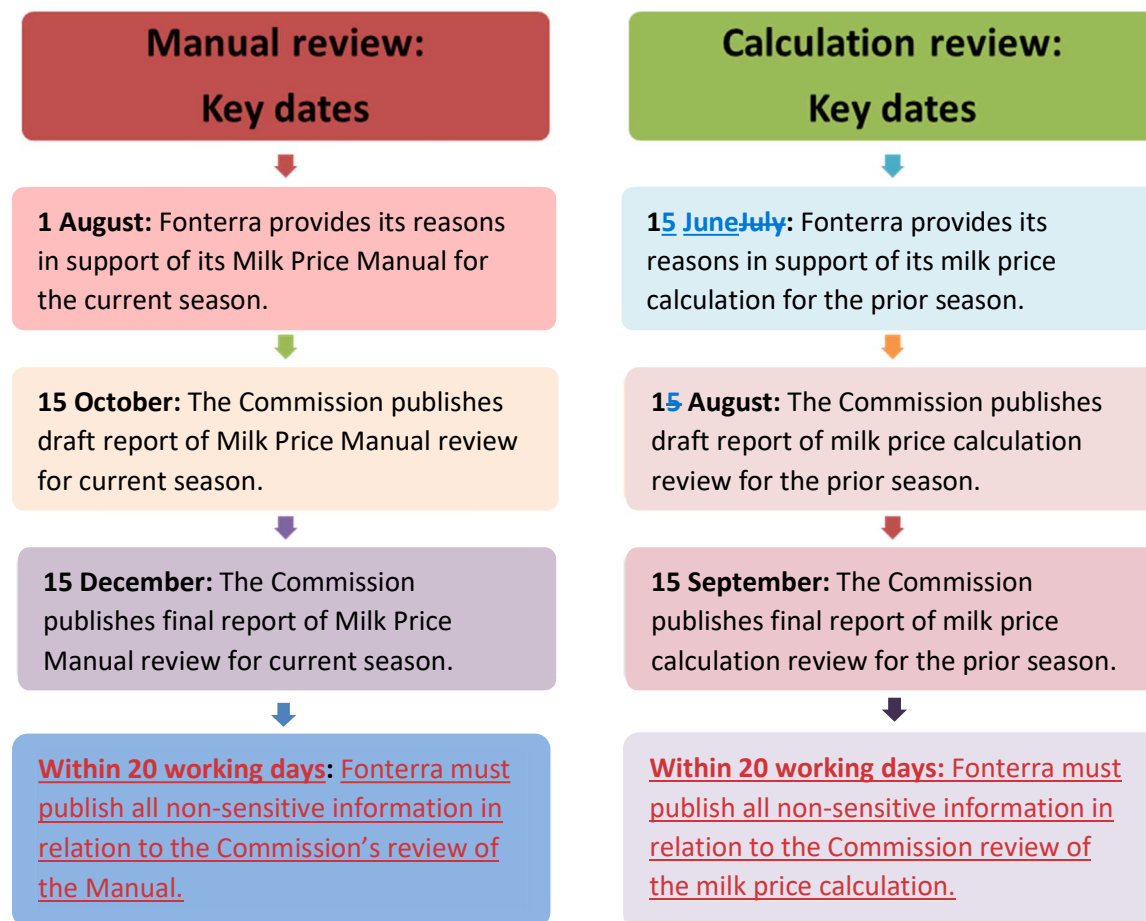 Manual review:
Key dates
1 August: Fonterra provides its reasons
in support of its Milk Price Manual for
the current season.
15 October: The Commission publishes
draft report of Milk Price Manual review
for current season.
15 December: The Commission
publishes final report of Milk Price
Manual review for current season.
Within 20 working days: Fonterra must
publish all non-sensitive information in
relation to the Commission’s review of
the Manual.
Calculation review:
Key dates
15 JuneJuly: Fonterra provides its
reasons in support of its milk price
calculation for the prior season.
15 August: The Commission publishes
draft report of milk price calculation
review for the prior season.
15 September: The Commission
publishes final report of milk price
calculation review for the prior season.
Within 20 working days: Fonterra must
publish all non-sensitive information in
relation to the Commission review of
the milk price calculation.